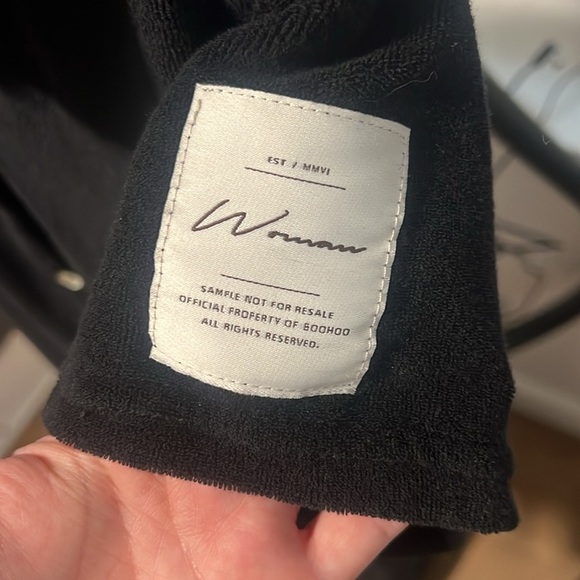 EST / MMVI
Woman
SAMPLE NOT FOR RESALE
OFFICIAL PROPERTY OF BOOHOO
ALL RIGHTS RESERVED.